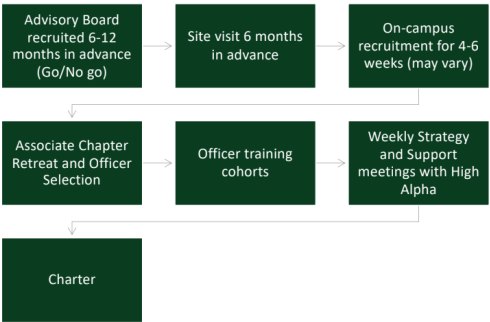 Advisory Board
recruited 6-12
months in advance
(Go/No go)
Site visit 6 months
in advance
On-campus
recruitment for 4-6
weeks (may vary)
Associate Chapter
Retreat and Officer
Selection
Officer training
cohorts
Weekly Strategy
and Support
meetings with High
Alpha
Charter